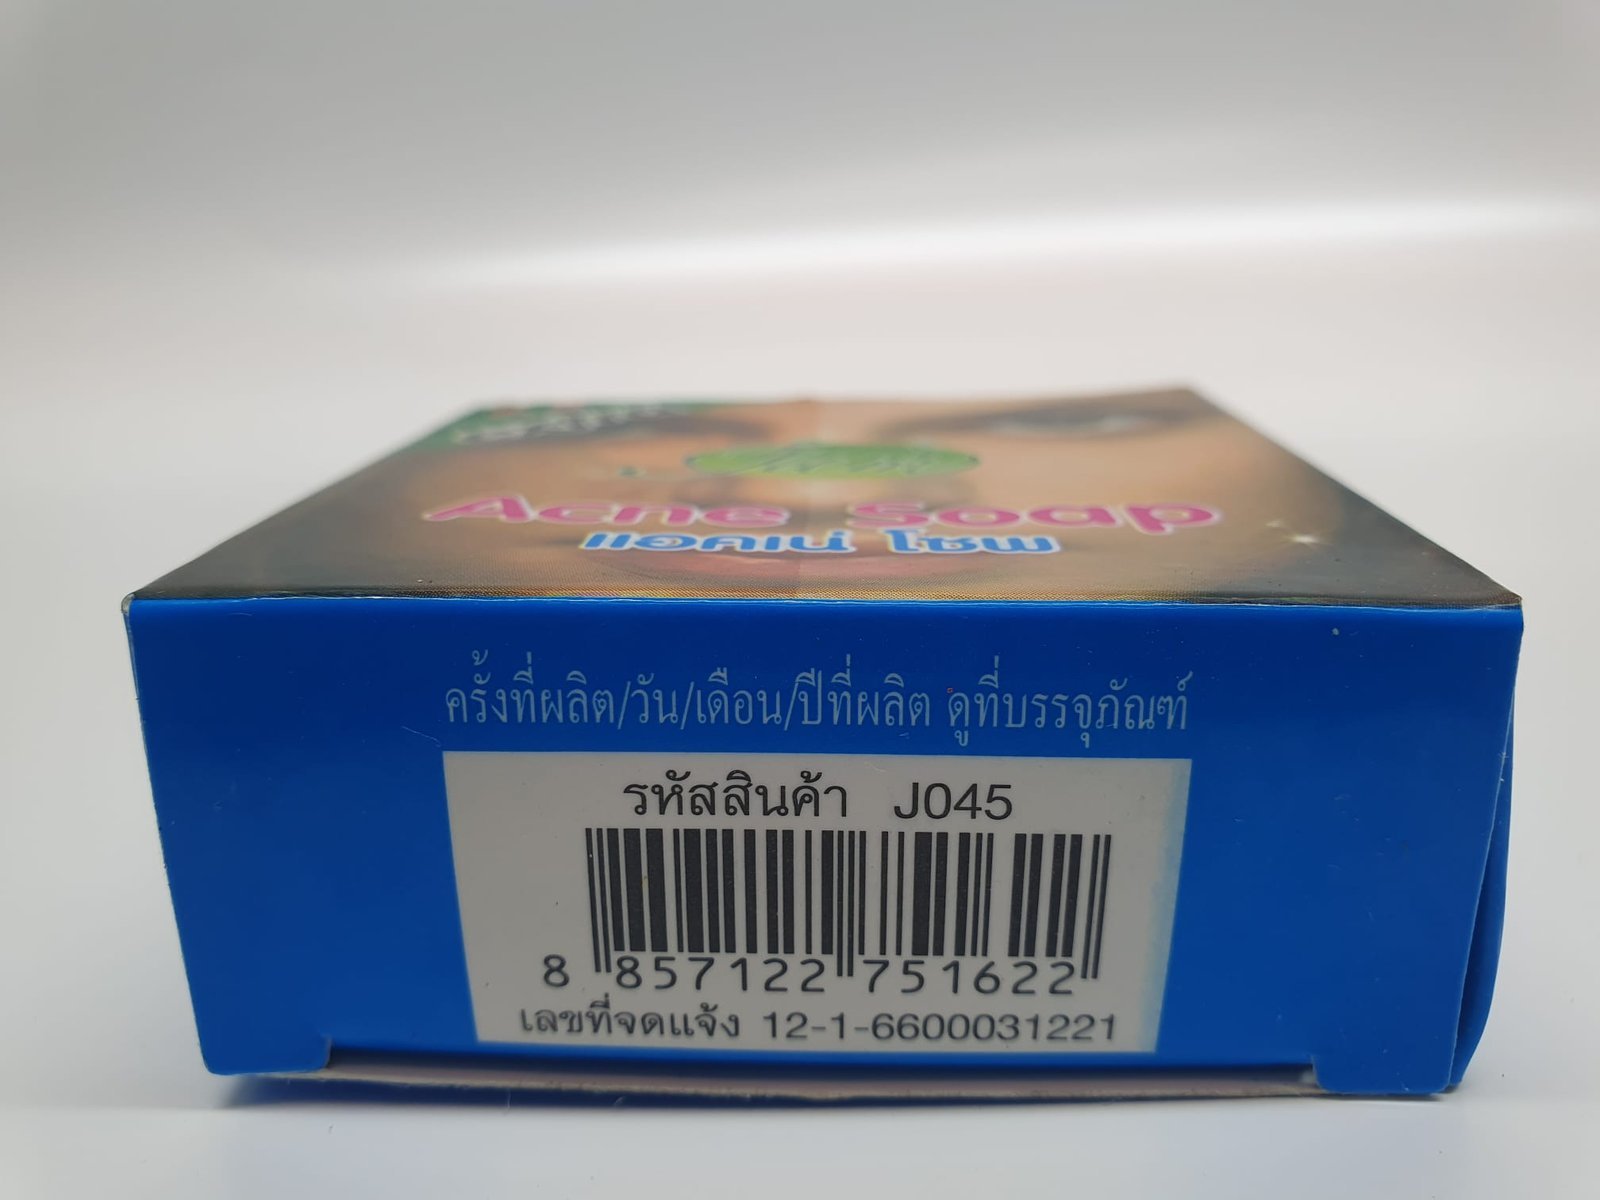 Acne Soap
แอคเน่ โซพ
ครั้งที่ผลิต/วัน/เดือน/ปีที่ผลิต ดูที่บรรจุภัณฑ์
รหัสสินค้า J045
8 857122 751622
เลขที่จดแจ้ง 12-1-6600031221